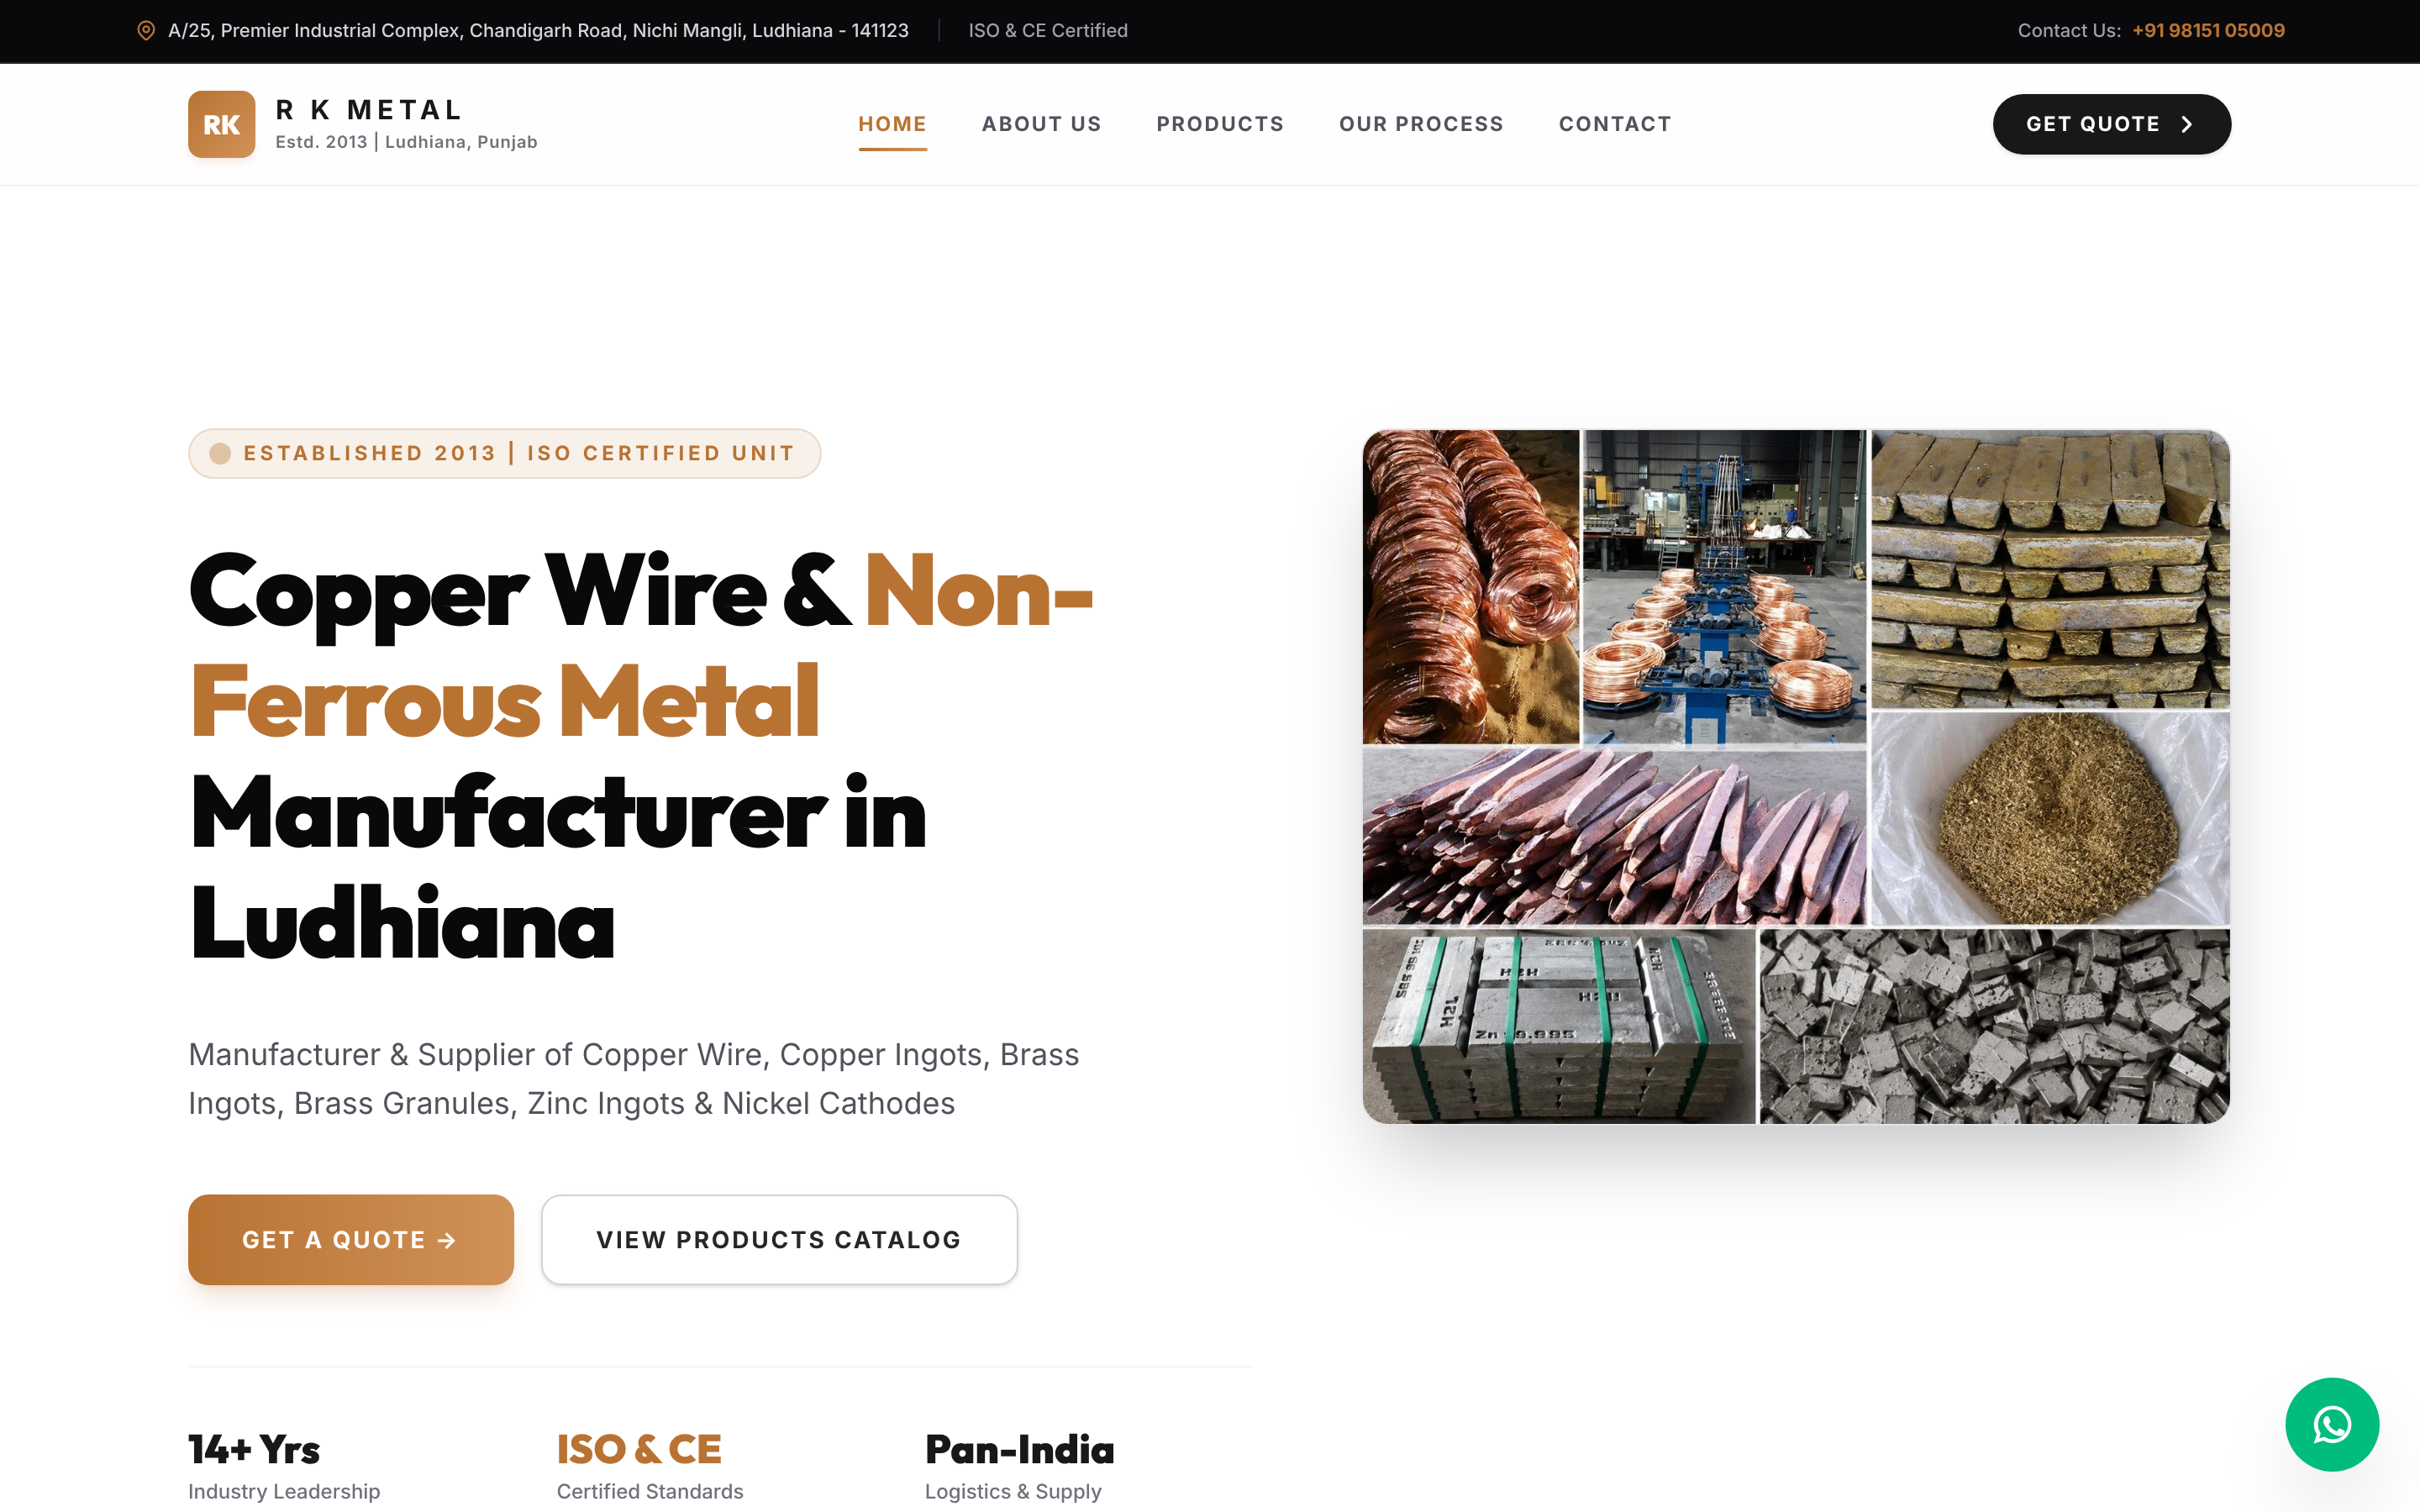 A/25, Premier Industrial Complex, Chandigarh Road, Nichi Mangli, Ludhiana - 141123
ISO & CE Certified
Contact Us: +91 98151 05009
RK
R K METAL
Estd. 2013 | Ludhiana, Punjab
HOME
ABOUT US
PRODUCTS
OUR PROCESS
CONTACT
GET QUOTE
ESTABLISHED 2013 | ISO CERTIFIED UNIT
Copper Wire & Non-
Ferrous Metal
Manufacturer in
Ludhiana
Manufacturer & Supplier of Copper Wire, Copper Ingots, Brass
Ingots, Brass Granules, Zinc Ingots & Nickel Cathodes
GET A QUOTE →
VIEW PRODUCTS CATALOG
14+ Yrs
Industry Leadership
ISO & CE
Certified Standards
Pan-India
Logistics & Supply